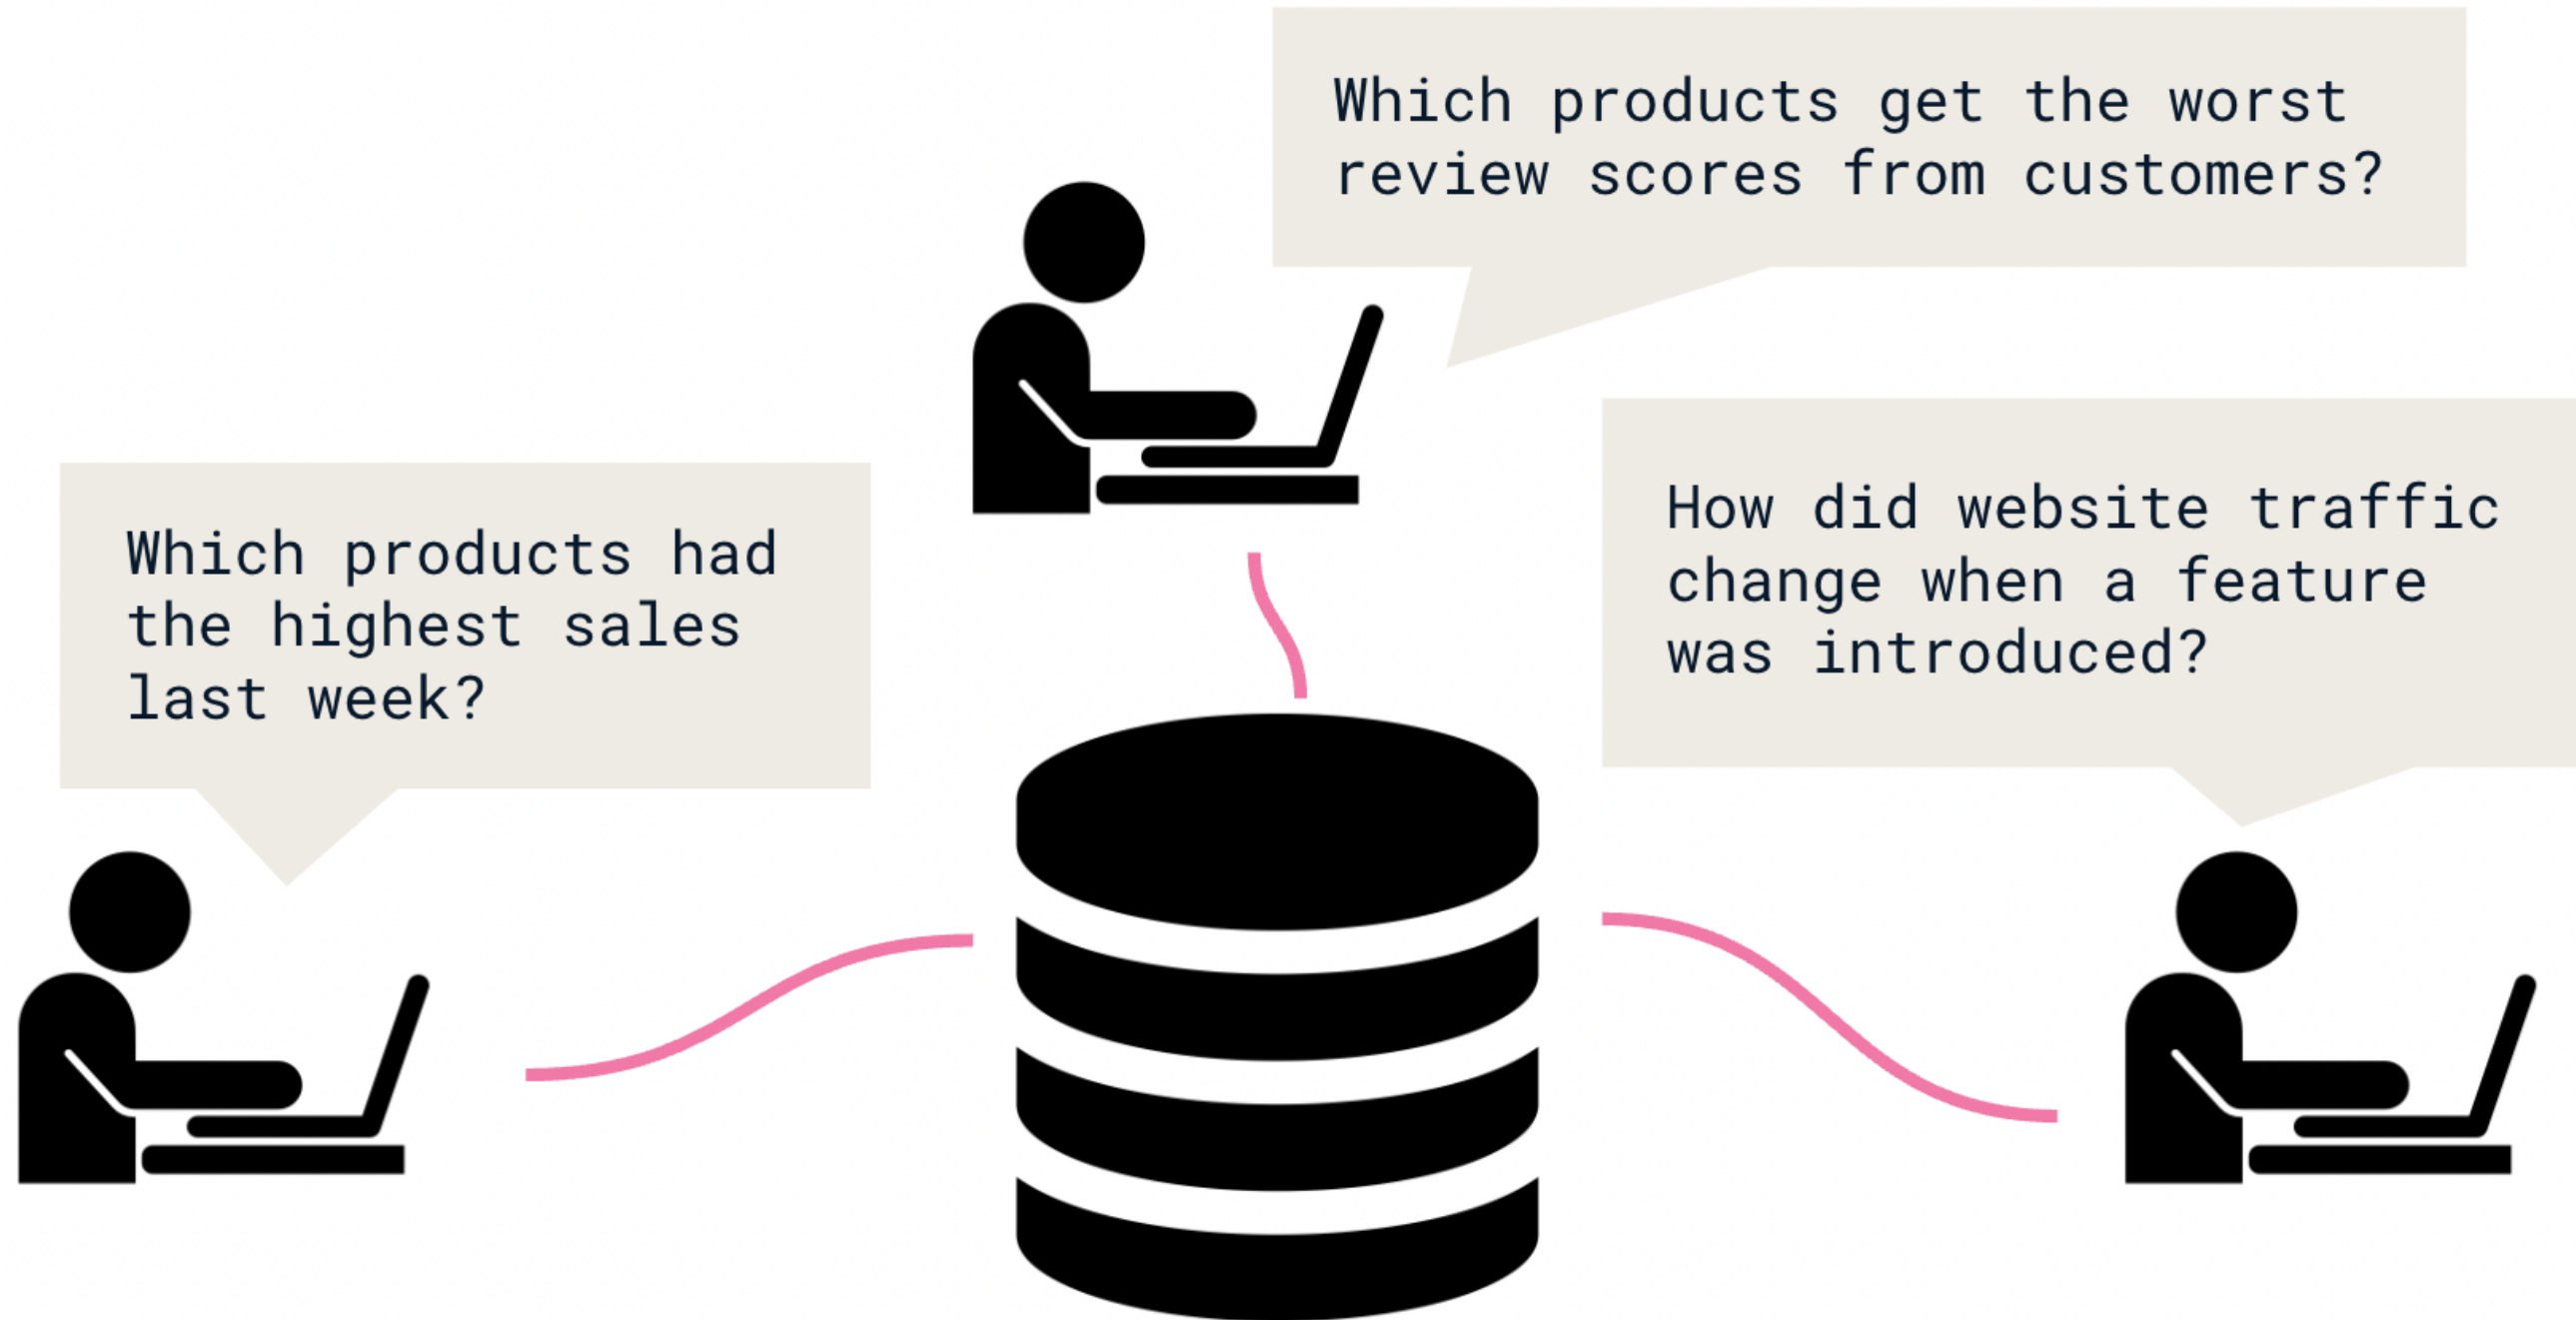 Which products get the worst
review scores from customers?
Which products had
the highest sales
last week?
How did website traffic
change when a feature
was introduced?